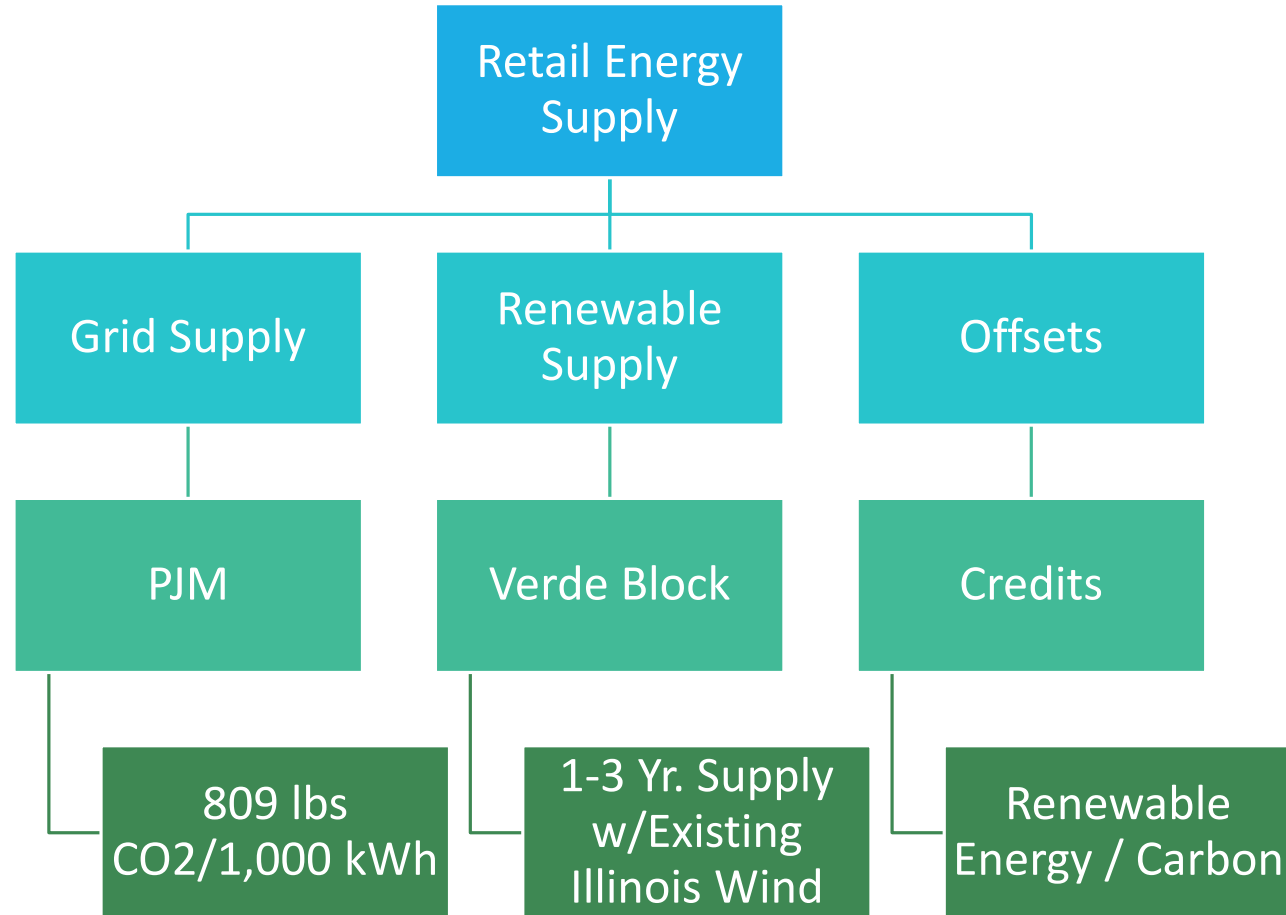 Retail Energy
Supply
Grid Supply
Renewable
Supply
Offsets
PJM
Verde Block
Credits
809 lbs
CO2/1,000 kWh
1-3 Yr. Supply
w/Existing
Illinois Wind
Renewable
Energy / Carbon